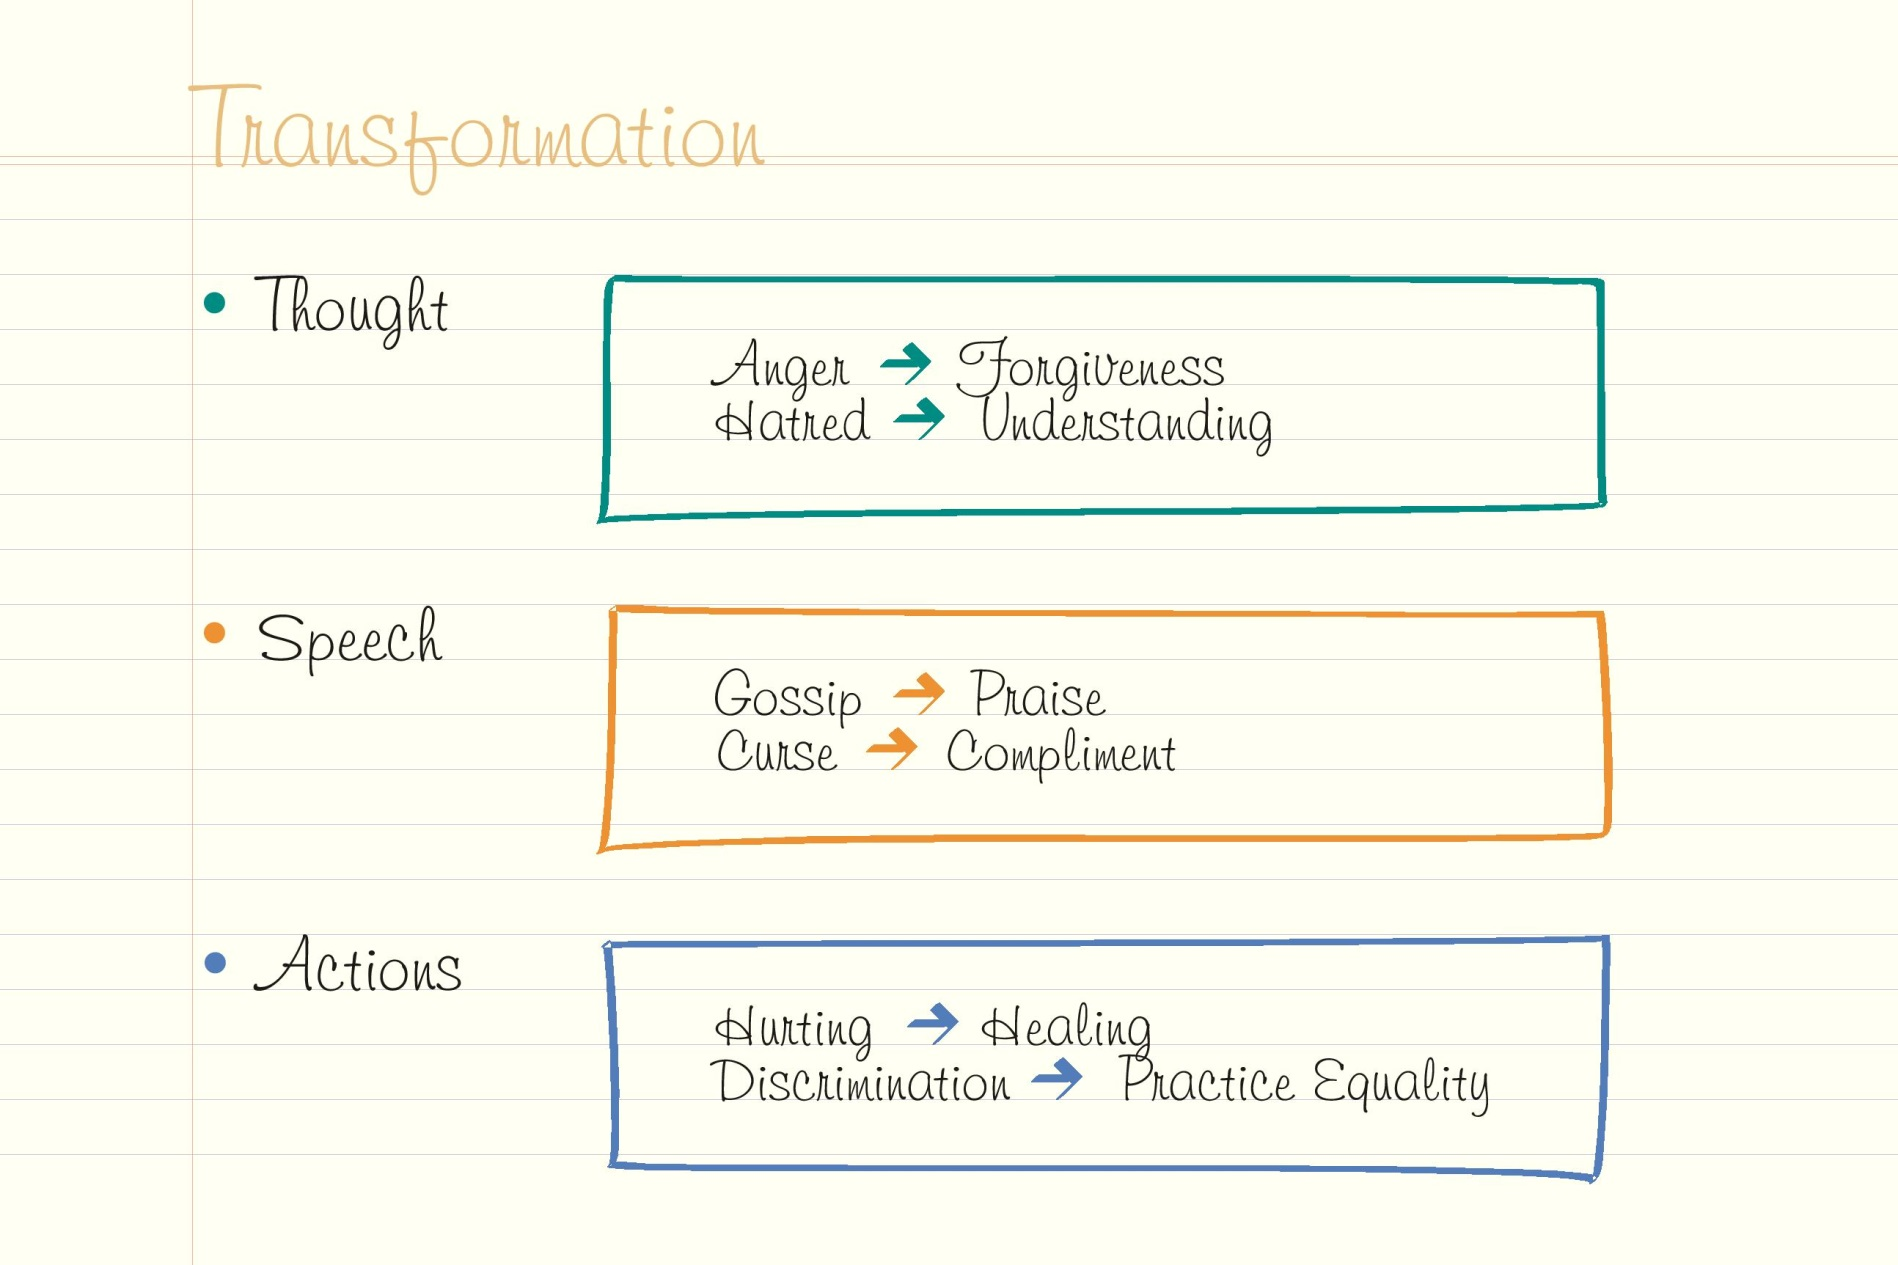 Transformation
• Thought
Anger → Forgiveness
Hatred → Understanding
• Speech
Gossip → Praise
Curse → Compliment
• Actions
Hurting → Healing
Discrimination → Practice Equality